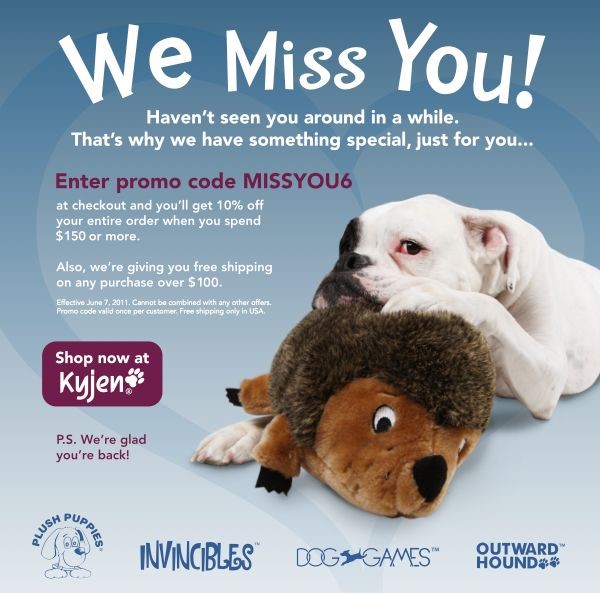 We Miss You!
Haven't seen you around in a while.
That's why we have something special, just for you...
Enter promo code MISSYOU6
at checkout and you'll get 10% off
your entire order when you spend
$150 or more.
Also, we're giving you free shipping
on any purchase over $100.
Effective June 7, 2011. Cannot be combined with any other offers.
Promo code valid once per customer. Free shipping only in USA.
Shop now at
Kyjen®
P.S. We're glad
you're back!
PLUSH PUPPIES
INVINCIBLES™
DOG GAMES™
OUTWARD™
HOUND